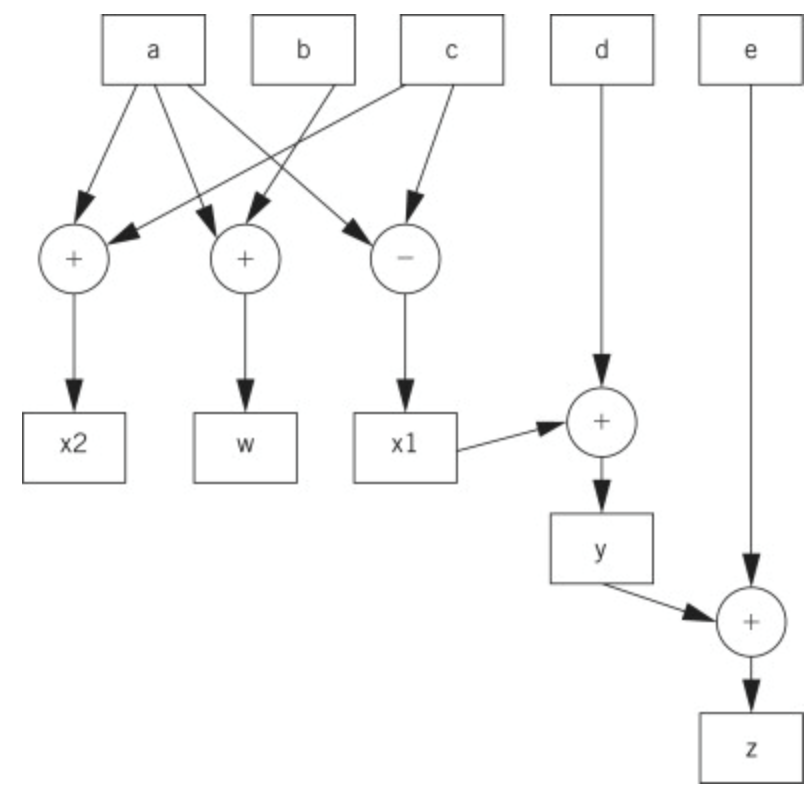 a b c d e
+ + −
+
x2 w x1
y
+
z